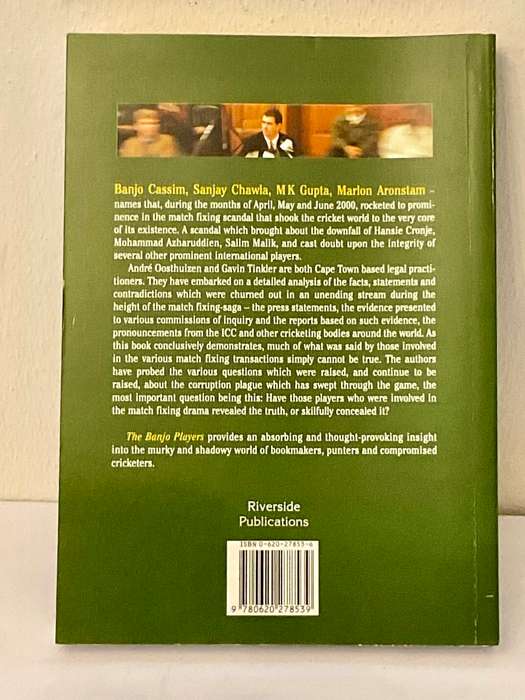 Banjo Cassim, Sanjay Chawla, MK Gupta, Marlon Aronstam –
names that, during the months of April, May and June 2000, rocketed to promi-
nence in the match fixing scandal that shook the cricket world to the very core
of its existence. A scandal which brought about the downfall of Hansie Cronje,
Mohammad Azharuddien, Salim Malik, and cast doubt upon the integrity of
several other prominent international players.
André Oosthuizen and Gavin Tinkler are both Cape Town based legal practi-
tioners. They have embarked on a detailed analysis of the facts, statements and
contradictions which were churned out in an unending stream during the
height of the match fixing-saga – the press statements, the evidence presented
to various commissions of inquiry and the reports based on such evidence, the
pronouncements from the ICC and other cricketing bodies around the world. As
this book conclusively demonstrates, much of what was said by those involved
in the various match fixing transactions simply cannot be true. The authors
have probed the various questions which were raised, and continue to be
raised, about the corruption plague which has swept through the game, the
most important question being this: Have those players who were involved in
the match fixing drama revealed the truth, or skilfully concealed it?
The Banjo Players provides an absorbing and thought-provoking insight
into the murky and shadowy world of bookmakers, punters and compromised
cricketers.
Riverside
Publications
ISBN 0-620-27853-6
9 780620 278539